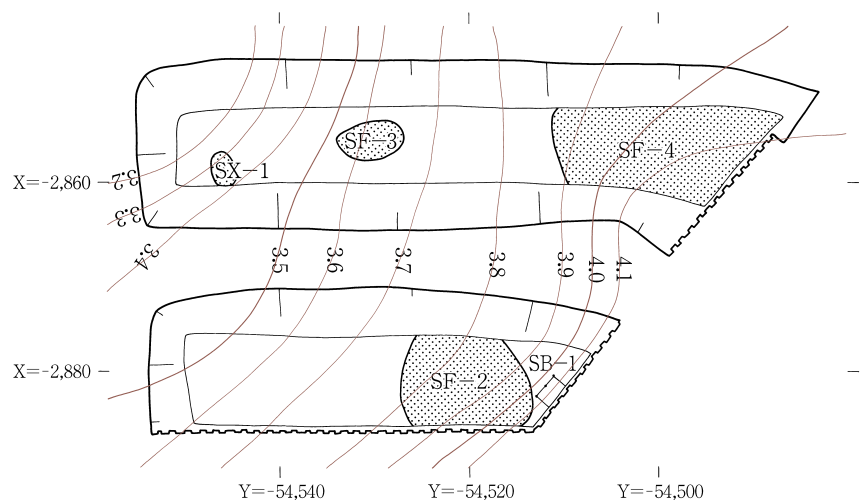 SF−3
SF−4
SX−1
X=−2,860
3.2
3.3
3.4
3.5
3.6
3.7
3.8
3.9
4.0
4.1
SB−1
X=−2,880
SF−2
Y=−54,540
Y=−54,520
Y=−54,500